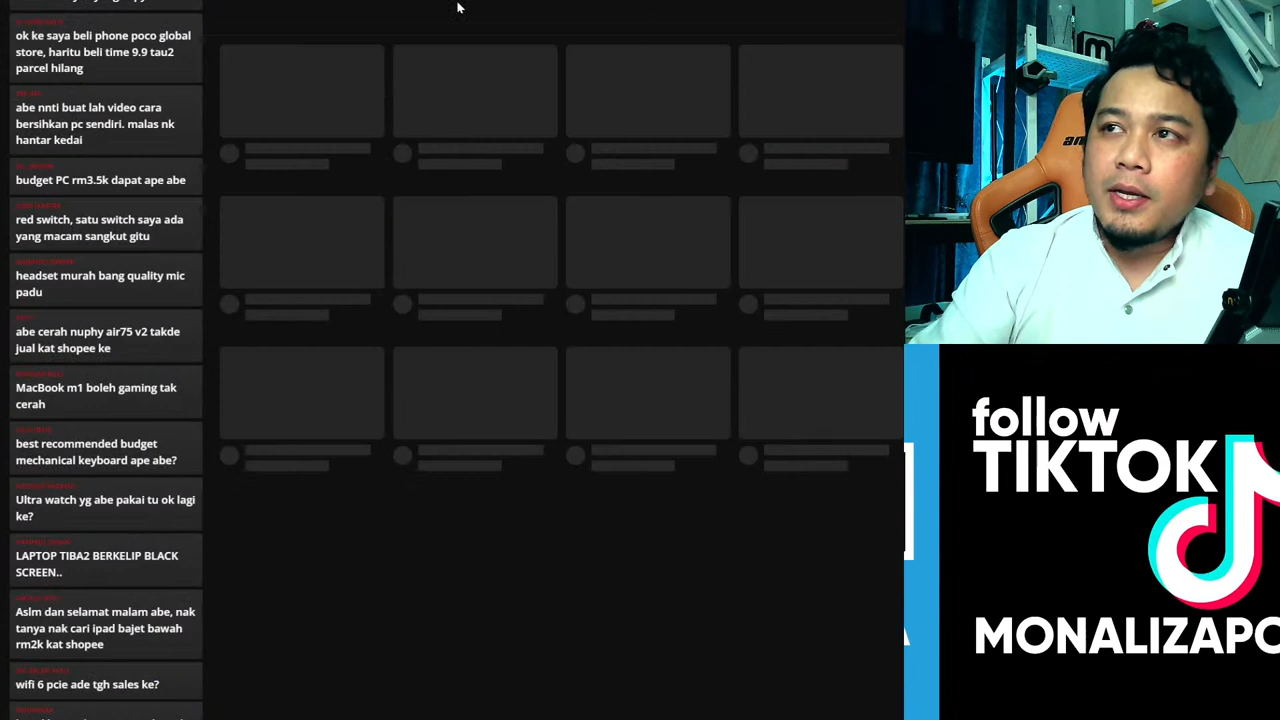 ok ke saya beli phone poco global
store, haritu beli time 9.9 tau2
parcel hilang
abe nnti buat lah video cara
bersihkan pc sendiri. malas nk
hantar kedai
budget PC rm3.5k dapat ape abe
red switch, satu switch saya ada
yang macam sangkut gitu
headset murah bang quality mic
padu
abe cerah nuphy air75 v2 takde
jual kat shopee ke
MacBook m1 boleh gaming tak
cerah
best recommended budget
mechanical keyboard ape abe?
Ultra watch yg abe pakai tu ok lagi
ke?
LAPTOP TIBA2 BERKELIP BLACK
SCREEN..
Aslm dan selamat malam abe, nak
tanya nak cari ipad bajet bawah
rm2k kat shopee
wifi 6 pcie ade tgh sales ke?
follow
TIKTOK
MONALIZAPO